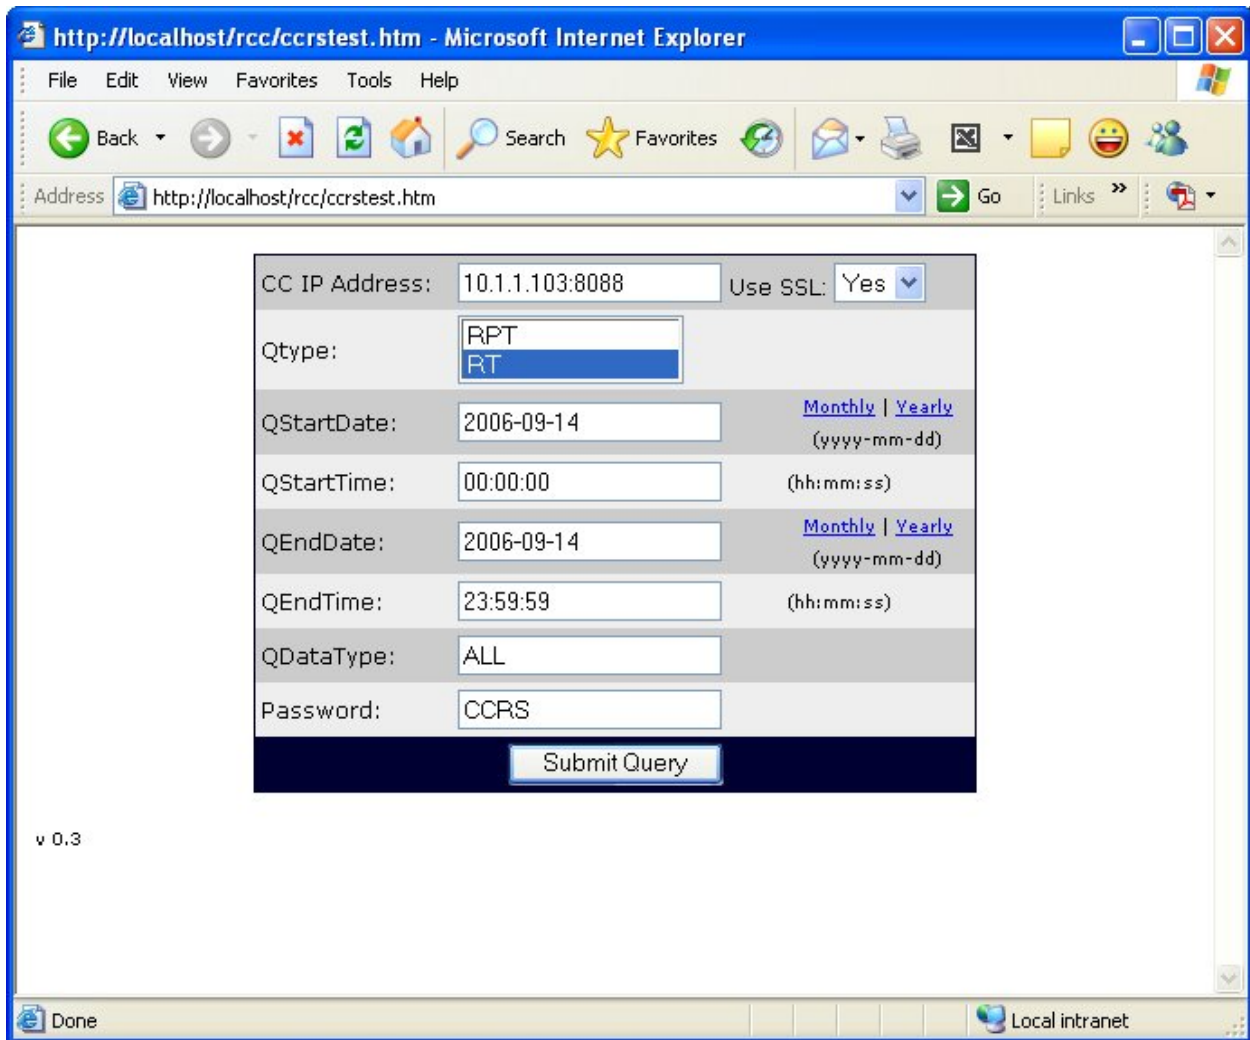 http://localhost/rcc/ccrstest.htm - Microsoft Internet Explorer
File Edit View Favorites Tools Help
Back Search Favorites
Address http://localhost/rcc/ccrstest.htm Go Links »
CC IP Address: 10.1.1.103:8088 Use SSL: Yes
RPT
Qtype:
RT
Monthly | Yearly
QStartDate: 2006-09-14
(yyyy-mm-dd)
QStartTime: 00:00:00 (hh:mm:ss)
Monthly | Yearly
QEndDate: 2006-09-14
(yyyy-mm-dd)
QEndTime: 23:59:59 (hh:mm:ss)
QDataType: ALL
Password: CCRS
Submit Query
v 0.3
Done Local intranet